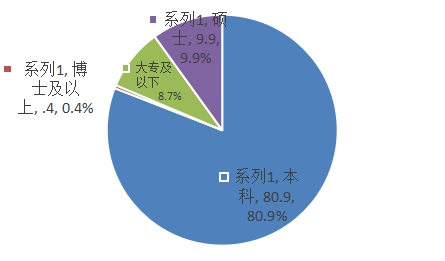 系列1, 硕
士, 9.9,
9.9%
系列1, 博
士及以
上, .4, 0.4%
大专及
以下
8.7%
系列1, 本
科, 80.9,
80.9%